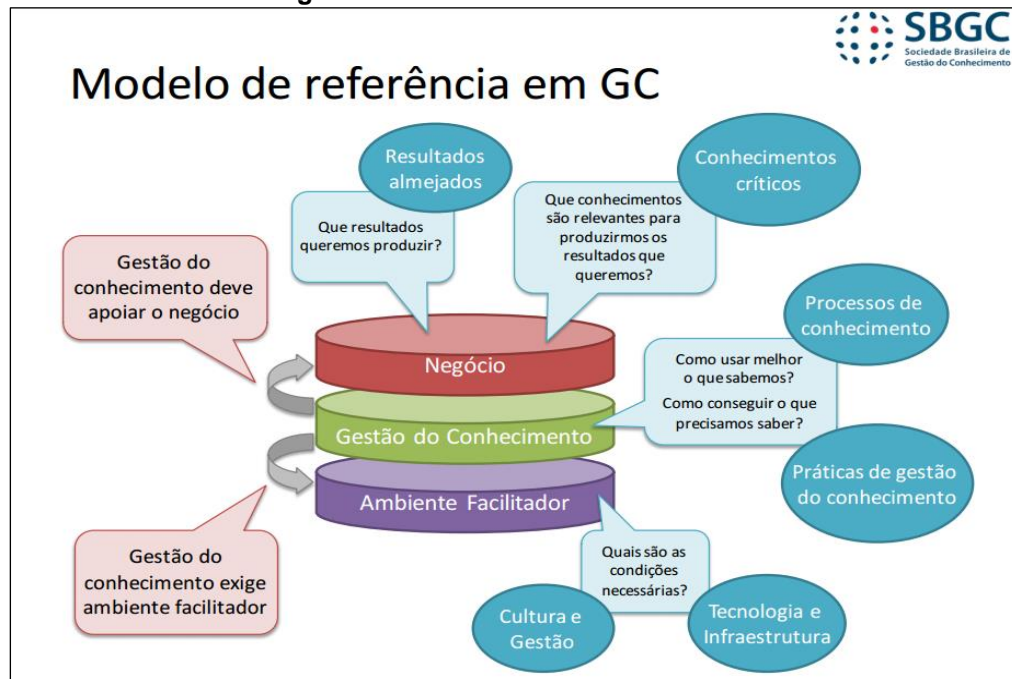 SBGC
Sociedade Brasileira de
Gestão do Conhecimento
Modelo de referência em GC
Resultados
almejados
Conhecimentos
críticos
Que resultados
queremos produzir?
Que conhecimentos
são relevantes para
produzirmos os
resultados que
queremos?
Gestão do
conhecimento deve
apoiar o negócio
Processos de
conhecimento
Negócio
Como usar melhor
o que sabemos?
Como conseguir o que
precisamos saber?
Gestão do Conhecimento
Práticas de gestão
do conhecimento
Ambiente Facilitador
Gestão do
conhecimento exige
ambiente facilitador
Quais são as
condições
necessárias?
Cultura e
Gestão
Tecnologia e
Infraestrutura